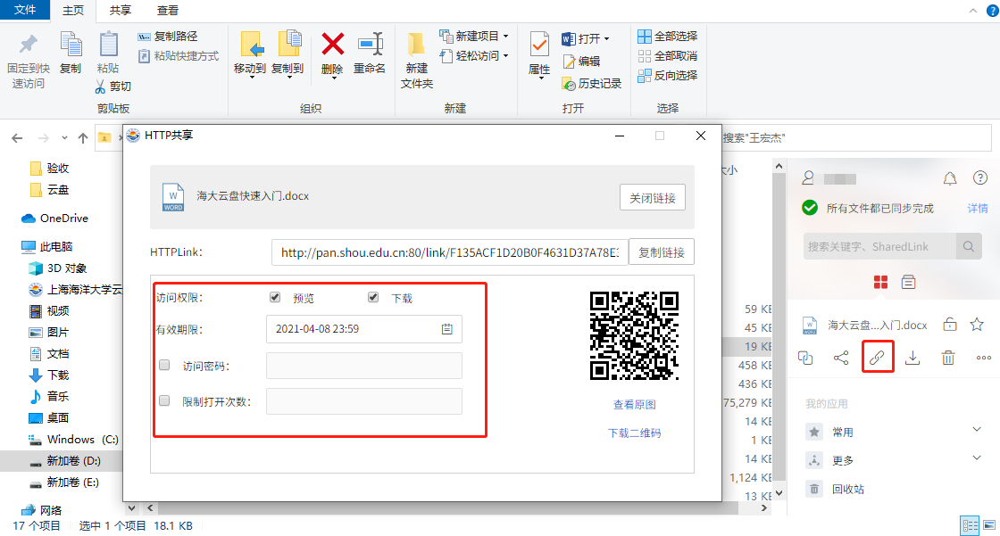 文件 主页 共享 查看
固定到快速访问
复制
粘贴
复制路径
粘贴快捷方式
剪切
剪贴板
移动到
复制到
删除
重命名
组织
新建
文件夹
新建项目
轻松访问
新建
属性
打开
编辑
历史记录
打开
全部选择
全部取消
反向选择
选择
搜索"王宏杰"
验收
云盘
OneDrive
此电脑
3D 对象
上海海洋大学云
视频
图片
文档
下载
音乐
桌面
Windows (C:)
新加卷 (D:)
新加卷 (E:)
网络
17 个项目 选中 1 个项目 18.1 KB
HTTP共享
海大云盘快速入门.docx
WORD
关闭链接
HTTPLink:
http://pan.shou.edu.cn:80/link/F135ACF1D20B0F4631D37A78E3
复制链接
访问权限:
预览
下载
有效期限:
2021-04-08 23:59
访问密码:
限制打开次数:
查看原图
下载二维码
大小
59 KB
45 KB
19 KB
458 KB
436 KB
75,279 KB
14 KB
1 KB
14 KB
1,124 KB
13 KB
所有文件都已同步完成 详情
搜索关键字、SharedLink
海大云盘...入门.docx
我的应用
常用
更多
回收站